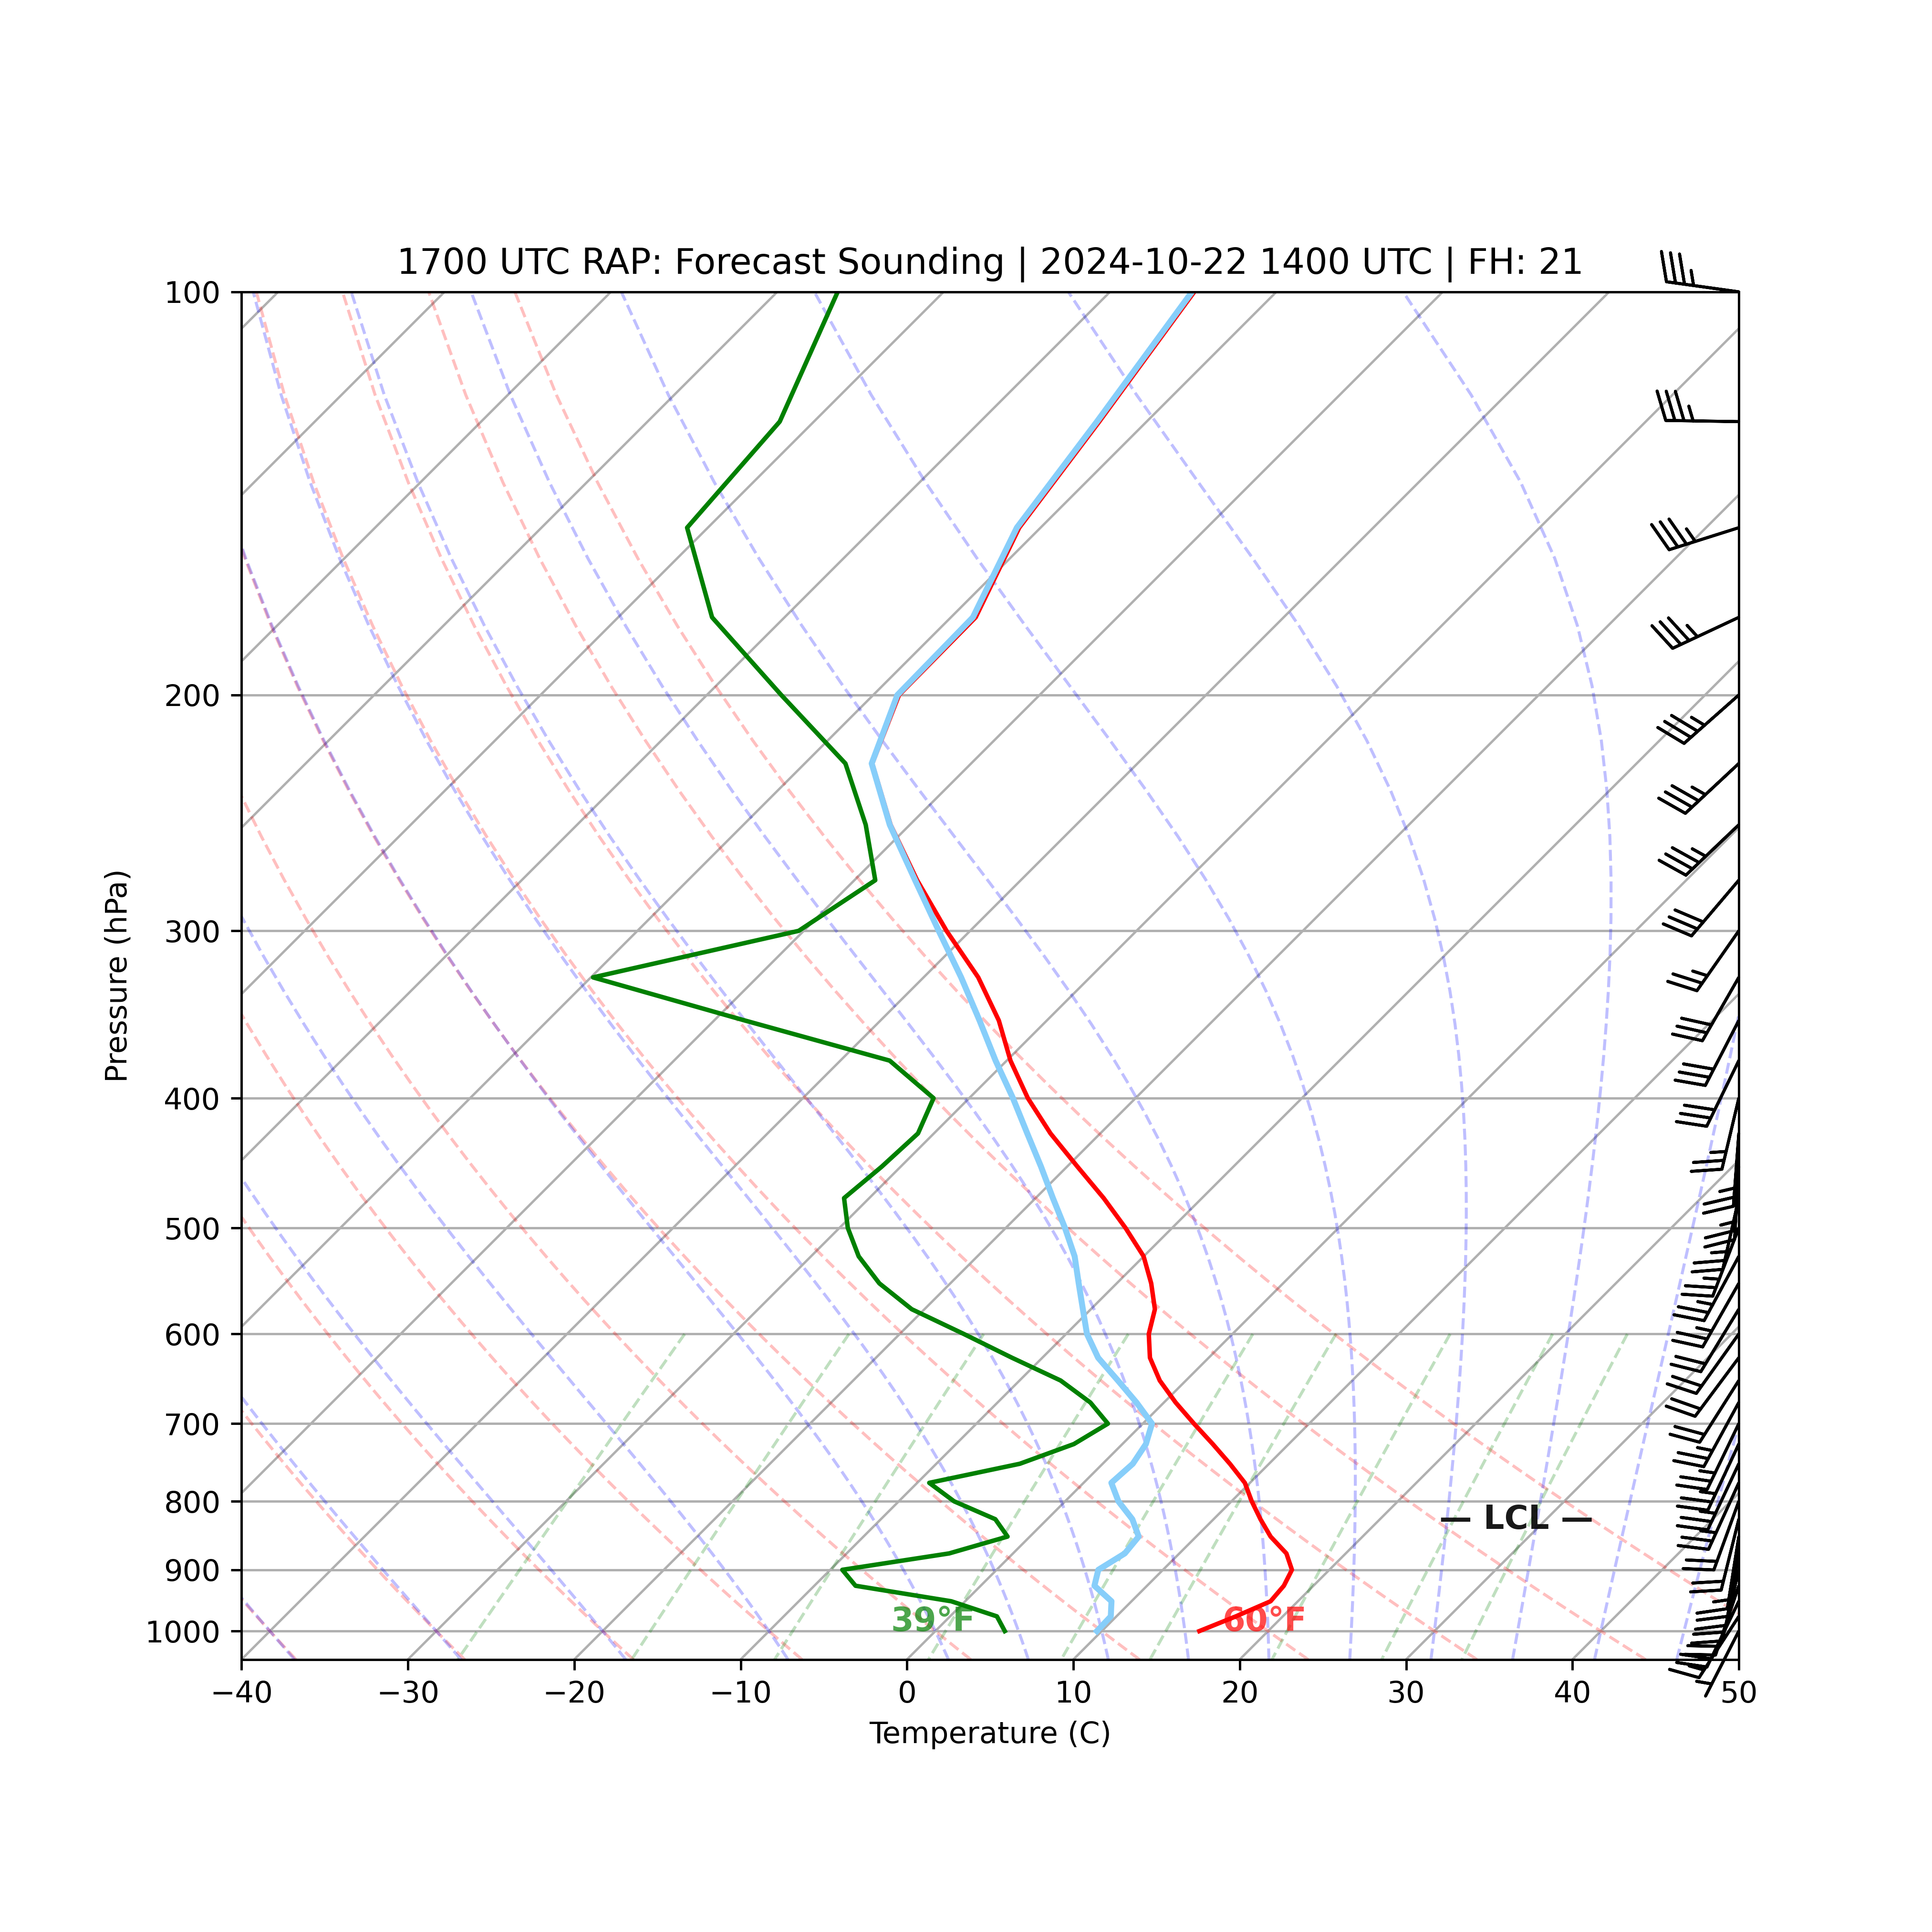 1700 UTC RAP: Forecast Sounding | 2024-10-22 1400 UTC | FH: 21
100
200
300
400
500
600
700
800
900
1000
Pressure (hPa)
— LCL —
39°F
60°F
−40 −30 −20 −10 0 10 20 30 40 50
Temperature (C)